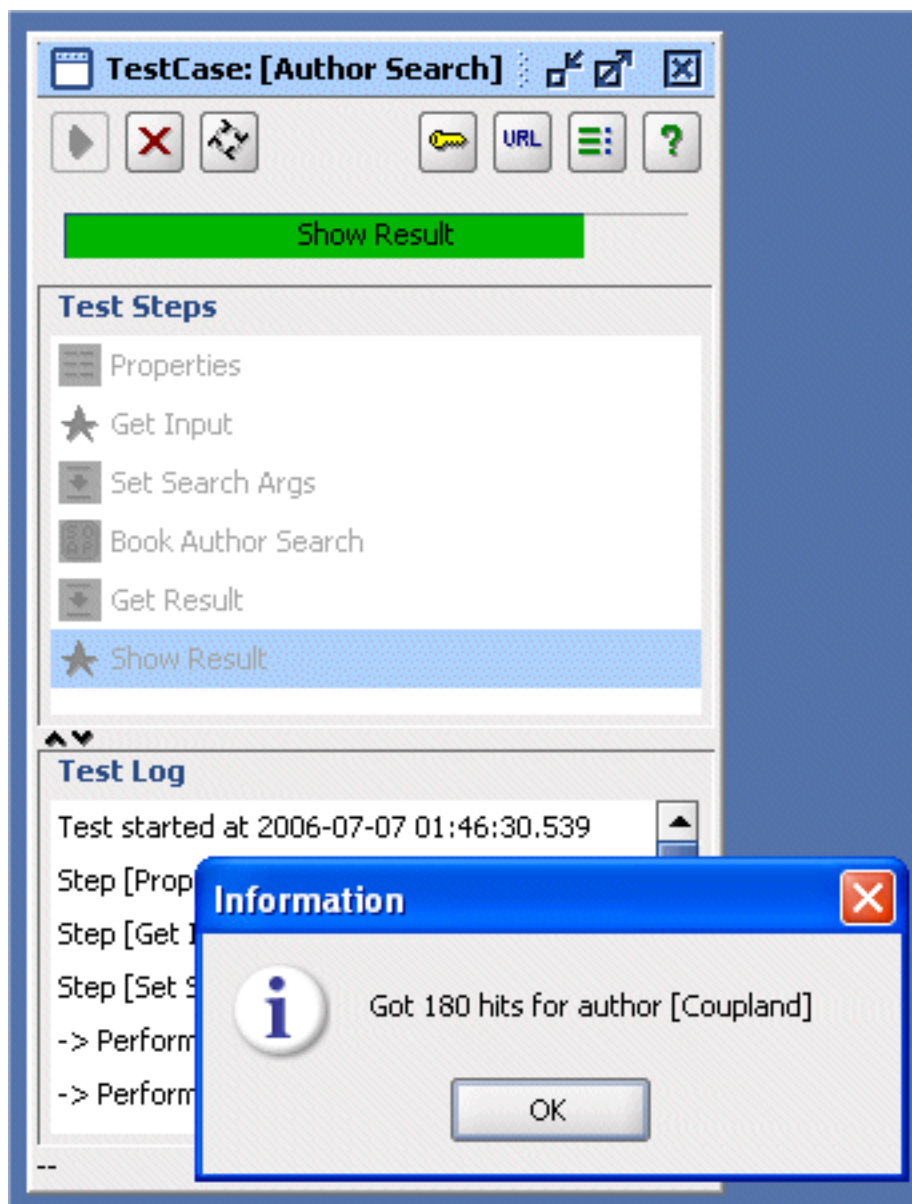 TestCase: [Author Search]
URL
?
Show Result
Test Steps
Properties
Get Input
Set Search Args
SOAP Book Author Search
Get Result
Show Result
Test Log
Test started at 2006-07-07 01:46:30.539
Step [Prop
Step [Get I
Step [Set S
-> Perform
-> Perform
Information
i
Got 180 hits for author [Coupland]
OK
--